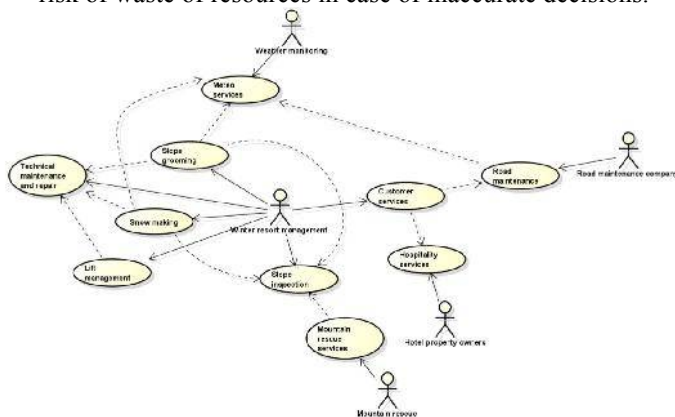 risk of waste of resources in case of inaccurate decisions.
Weather monitoring
Meteo
services
Slope
grooming
Technical
maintenance
and repair
Road
maintenance
Road maintenance company
Customer
services
Snow making
Winter resort management
Lift
management
Slope
inspection
Hospitality
services
Mountain
rescue
services
Hotel property owners
Mountain rescue